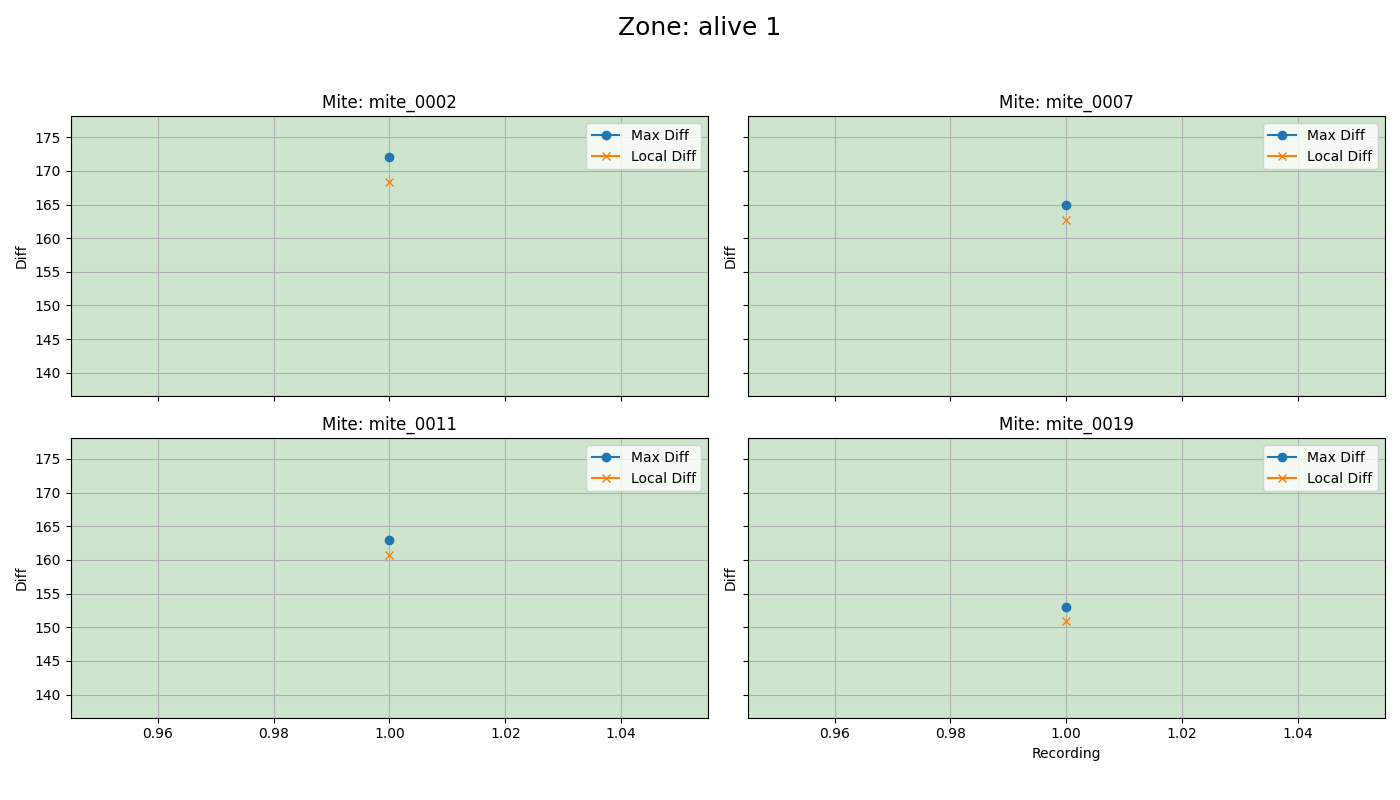 Zone: alive 1
Mite: mite_0002
Max Diff
Local Diff
Diff
175
170
165
160
155
150
145
140
Mite: mite_0007
Max Diff
Local Diff
Diff
Mite: mite_0011
Max Diff
Local Diff
Diff
175
170
165
160
155
150
145
140
0.96 0.98 1.00 1.02 1.04
Mite: mite_0019
Max Diff
Local Diff
Diff
0.96 0.98 1.00 1.02 1.04
Recording